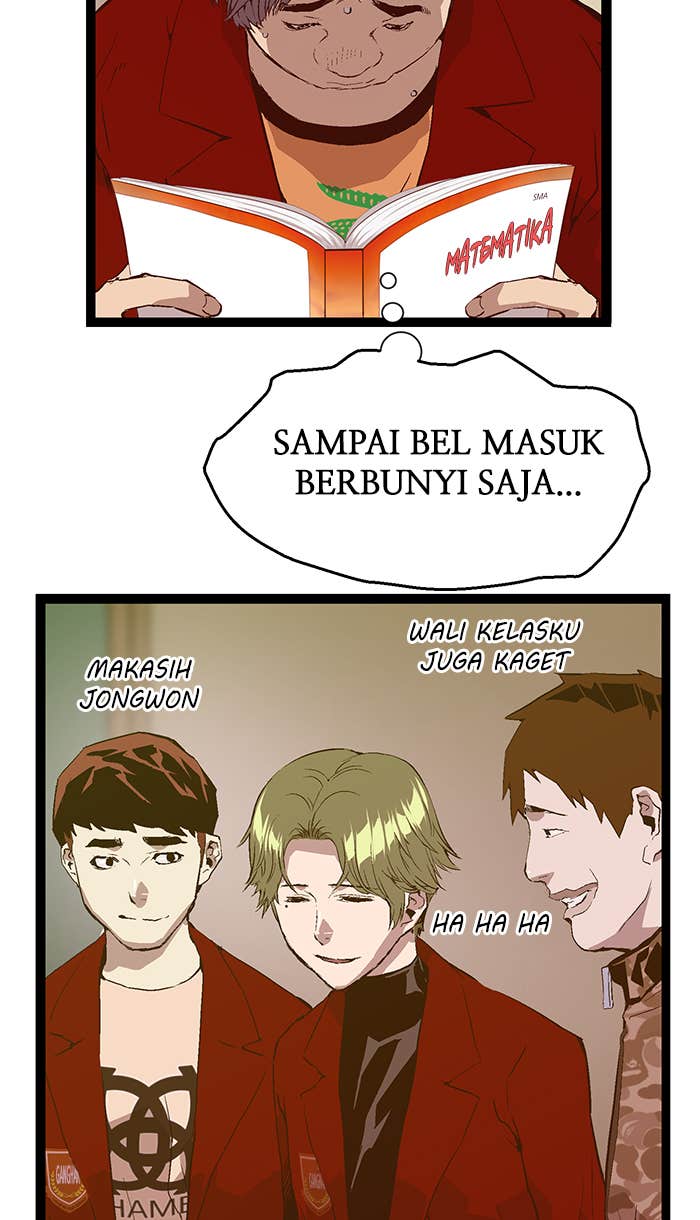 SMA
MATEMATIKA
SAMPAI BEL MASUK
BERBUNYI SAJA...
WALI KELASKU
JUGA KAGET
MAKASIH
JONGWON
HA HA HA